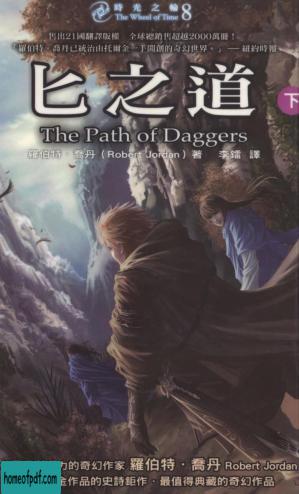 時光之輪 8
The Wheel of Time
售出21國翻譯版權 全球總銷售超越2000萬冊！
「羅伯特．喬丹已統治由托爾金一手開創的奇幻世界。」——紐約時報
匕之道
下
The Path of Daggers
羅伯特．喬丹（Robert Jordan）著 李鐳 譯
力的奇幻作家 羅伯特．喬丹 Robert Jordan
金作品的史詩鉅作．最值得典藏的奇幻作品
homeofpdf.com